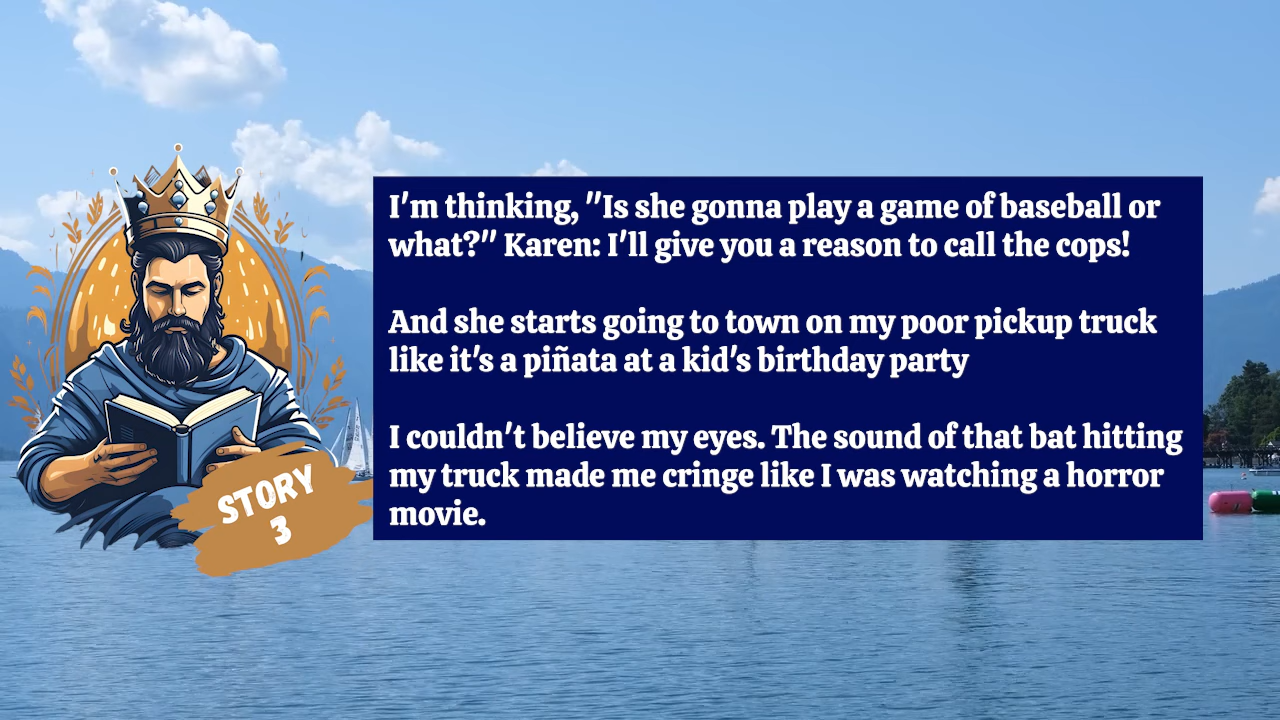 I'm thinking, "Is she gonna play a game of baseball or
what?" Karen: I'll give you a reason to call the cops!
And she starts going to town on my poor pickup truck
like it's a piñata at a kid's birthday party
I couldn't believe my eyes. The sound of that bat hitting
my truck made me cringe like I was watching a horror
movie.
STORY
3